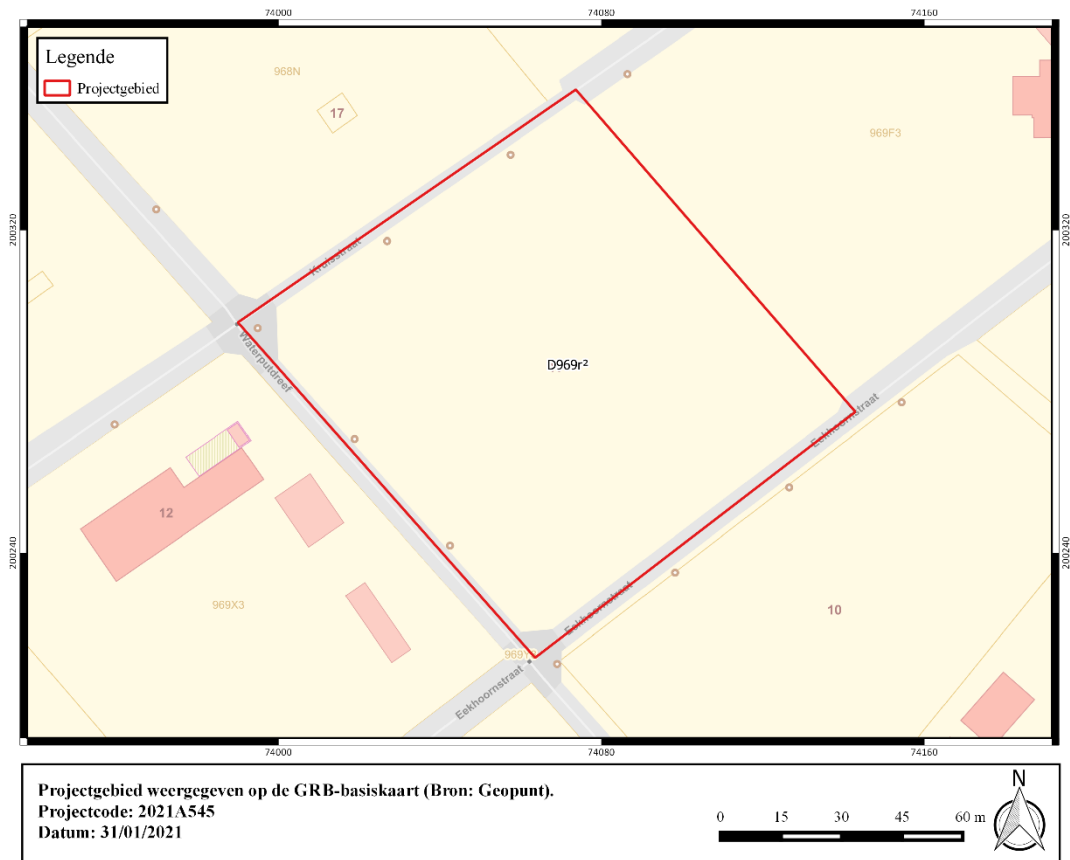 74000
74080
74160
Legende
Projectgebied
968N
17
969F3
200320
200320
Kruisstraat
Waterputdreef
D969r²
Eekhoornstraat
12
200240
200240
969X3
Eekhoornstraat
10
Eekhoornstraat
74000
74080
74160
Projectgebied weergegeven op de GRB-basiskaart (Bron: Geopunt).
Projectcode: 2021A545
Datum: 31/01/2021
0 15 30 45 60 m
N